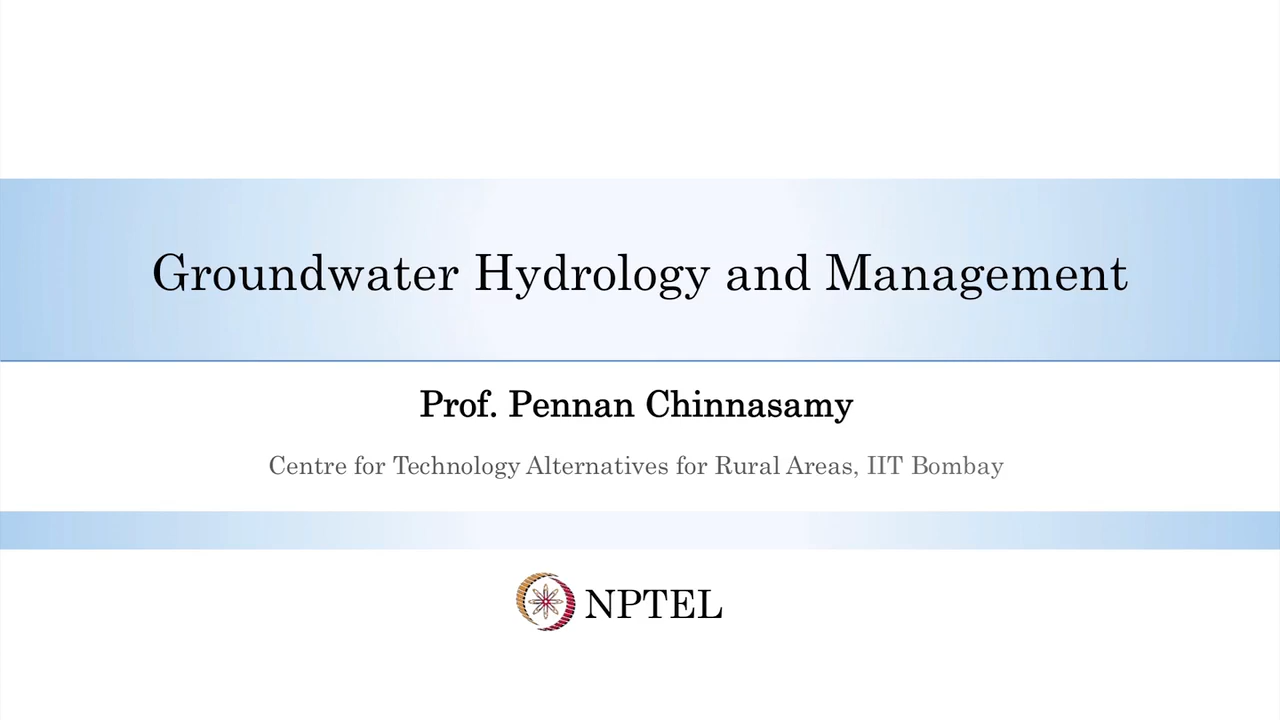 Groundwater Hydrology and Management
Prof. Pennan Chinnasamy
Centre for Technology Alternatives for Rural Areas, IIT Bombay
NPTEL